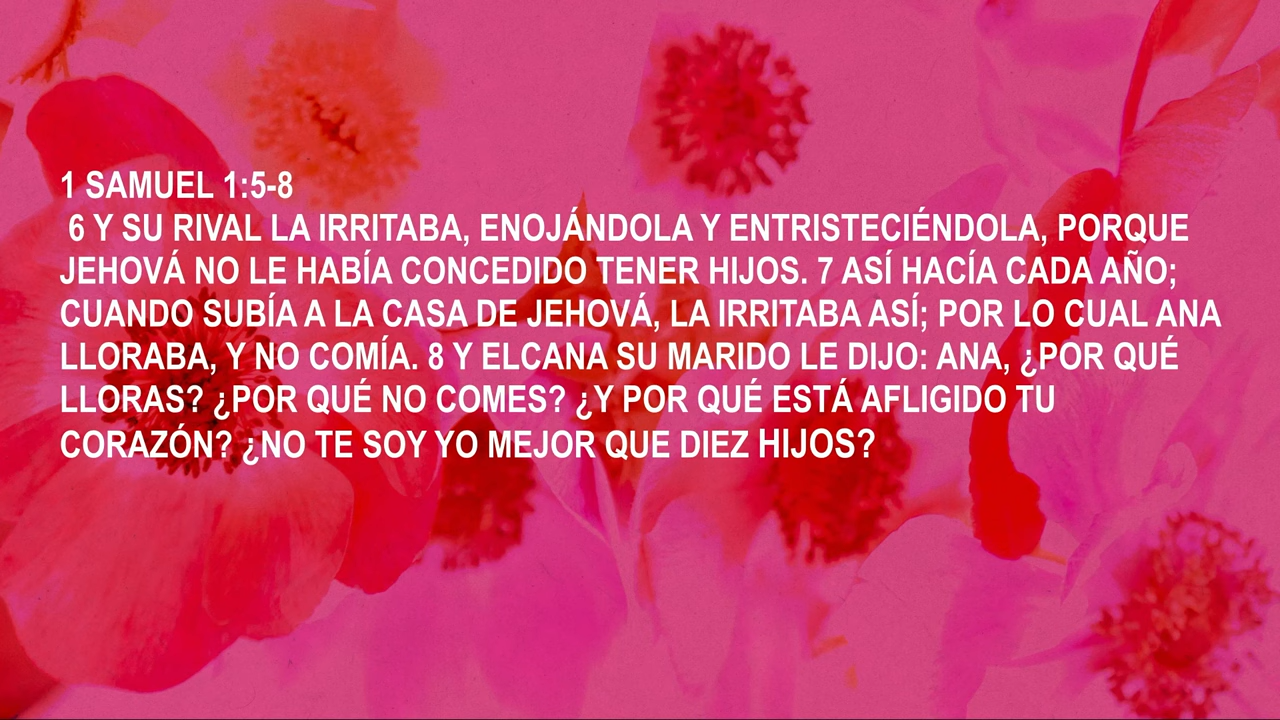 1 SAMUEL 1:5-8
6 Y SU RIVAL LA IRRITABA, ENOJÁNDOLA Y ENTRISTECIÉNDOLA, PORQUE
JEHOVÁ NO LE HABÍA CONCEDIDO TENER HIJOS. 7 ASÍ HACÍA CADA AÑO;
CUANDO SUBÍA A LA CASA DE JEHOVÁ, LA IRRITABA ASÍ; POR LO CUAL ANA
LLORABA, Y NO COMÍA. 8 Y ELCANA SU MARIDO LE DIJO: ANA, ¿POR QUÉ
LLORAS? ¿POR QUÉ NO COMES? ¿Y POR QUÉ ESTÁ AFLIGIDO TU
CORAZÓN? ¿NO TE SOY YO MEJOR QUE DIEZ HIJOS?